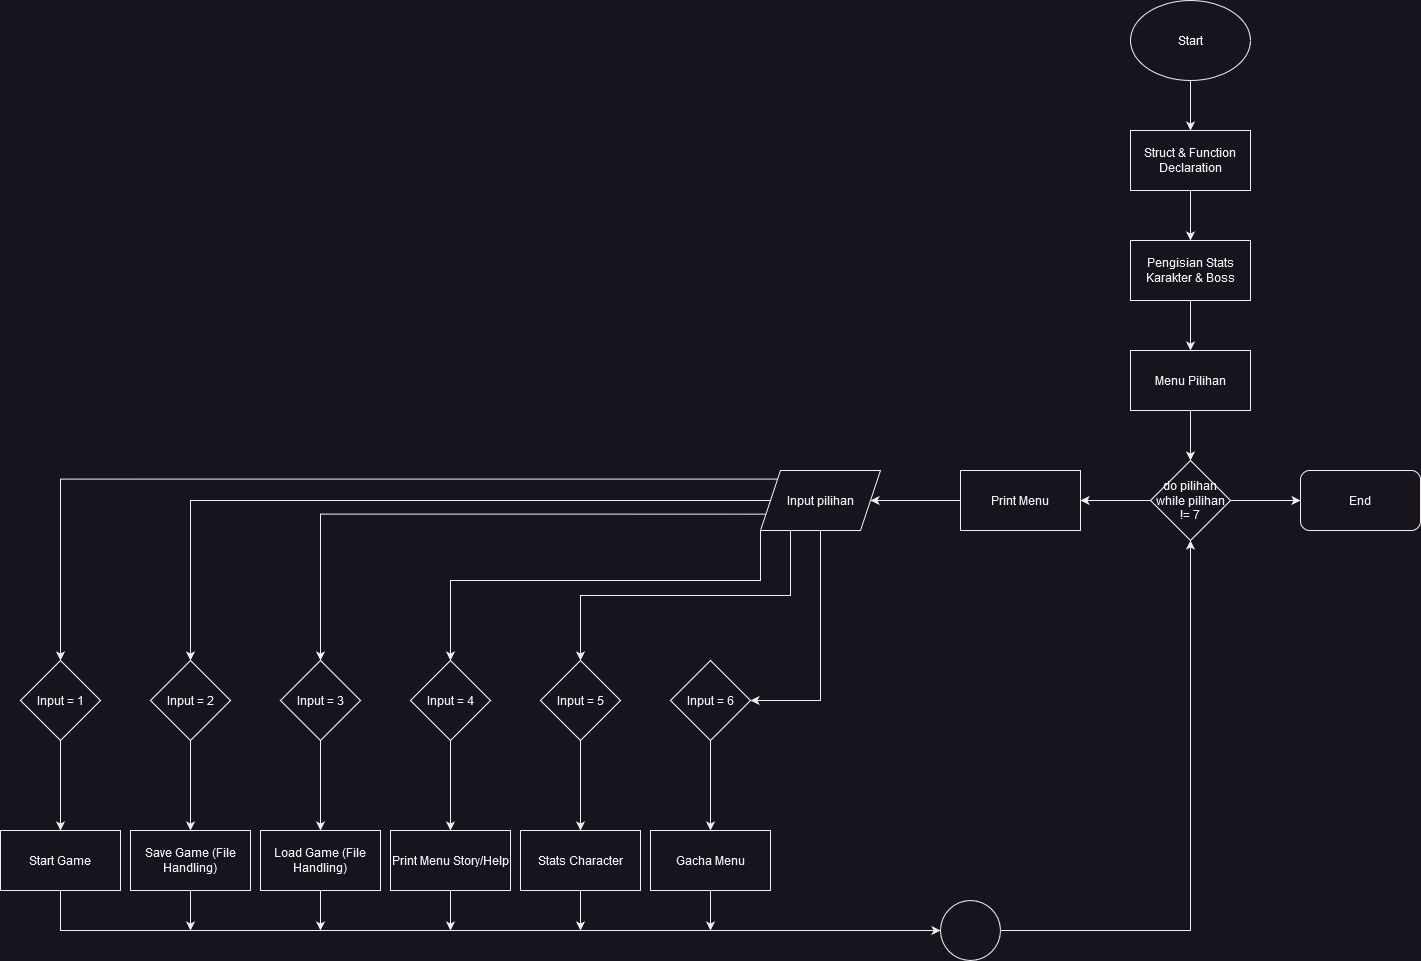 Start
Struct & Function
Declaration
Pengisian Stats
Karakter & Boss
Menu Pilihan
do pilihan
while pilihan
!= 7
End
Print Menu
Input pilihan
Input = 1
Input = 2
Input = 3
Input = 4
Input = 5
Input = 6
Start Game
Save Game (File
Handling)
Load Game (File
Handling)
Print Menu Story/Help
Stats Character
Gacha Menu